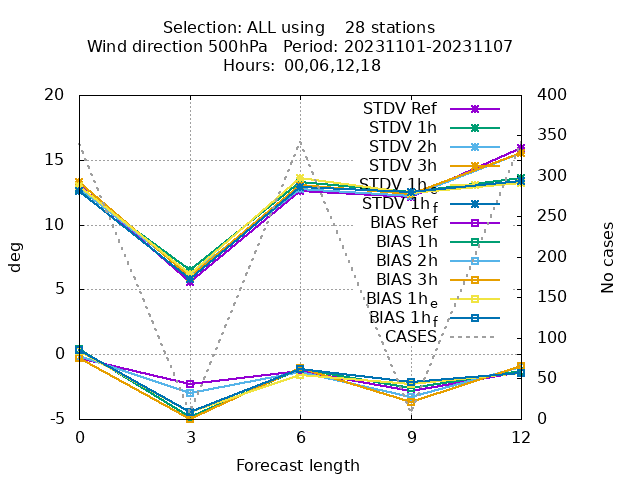 Selection: ALL using 28 stations
Wind direction 500hPa Period: 20231101-20231107
Hours: 00,06,12,18
deg
No cases
20
15
10
5
0
-5
400
350
300
250
200
150
100
50
0
STDV Ref
STDV 1h
STDV 2h
STDV 3h
STDV 1h_e
STDV 1h_f
BIAS Ref
BIAS 1h
BIAS 2h
BIAS 3h
BIAS 1h_e
BIAS 1h_f
CASES
0 3 6 9 12
Forecast length